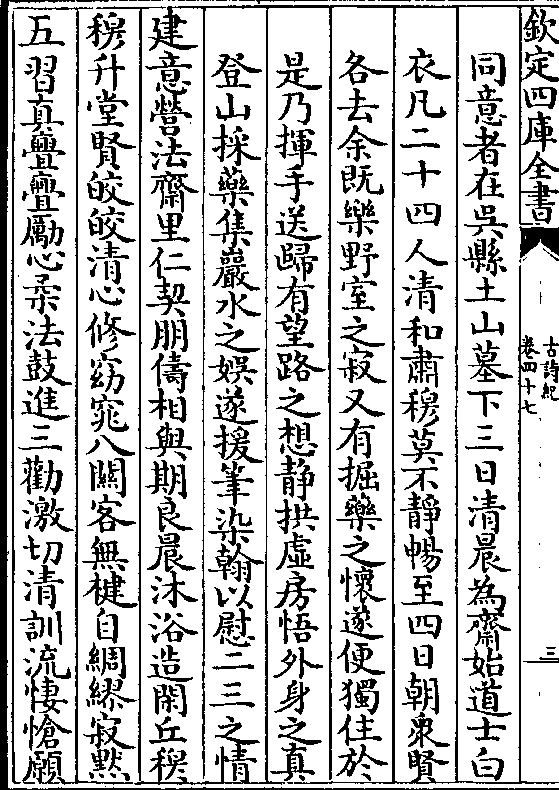 欽定四庫全書
古詩紀
卷四十七
三
同意者在吳縣土山墓下三日清晨為齋始道士白
衣凡二十四人清和肅穆莫不靜暢至四日朝衆賢
各去余既樂野室之寂又有掘藥之懷遂便獨住於
是乃揮手送歸有望路之想静拱虛房悟外身之真
登山採藥集巖水之娱遂援筆染翰以慰二三之情
建意營法齋里仁契朋儔相與期良晨沐浴造閑丘穆
穆升堂賢皎皎清心修窈窕八關客無楗自綢繆寂黙
五習真亹亹勵心柔法鼓進三勸激切清訓流悽愴願